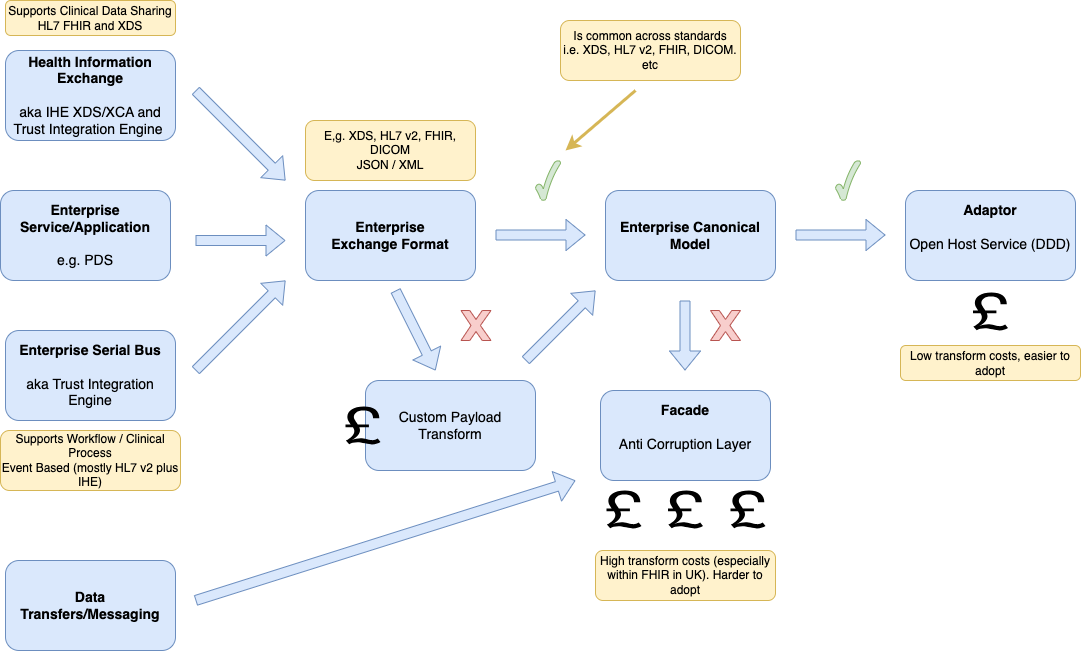 Supports Clinical Data Sharing
HL7 FHIR and XDS
Health Information
Exchange
aka IHE XDS/XCA and
Trust Integration Engine
Is common across standards
i.e. XDS, HL7 v2, FHIR, DICOM.
etc
E,g. XDS, HL7 v2, FHIR,
DICOM
JSON / XML
Enterprise
Service/Application
e.g. PDS
Enterprise
Exchange Format
Enterprise Canonical
Model
Adaptor
Open Host Service (DDD)
£
Low transform costs, easier to
adopt
X
X
Enterprise Serial Bus
aka Trust Integration
Engine
Supports Workflow / Clinical
Process
Event Based (mostly HL7 v2 plus
IHE)
£
Custom Payload
Transform
Facade
Anti Corruption Layer
£ £ £
High transform costs (especially
within FHIR in UK). Harder to
adopt
Data
Transfers/Messaging